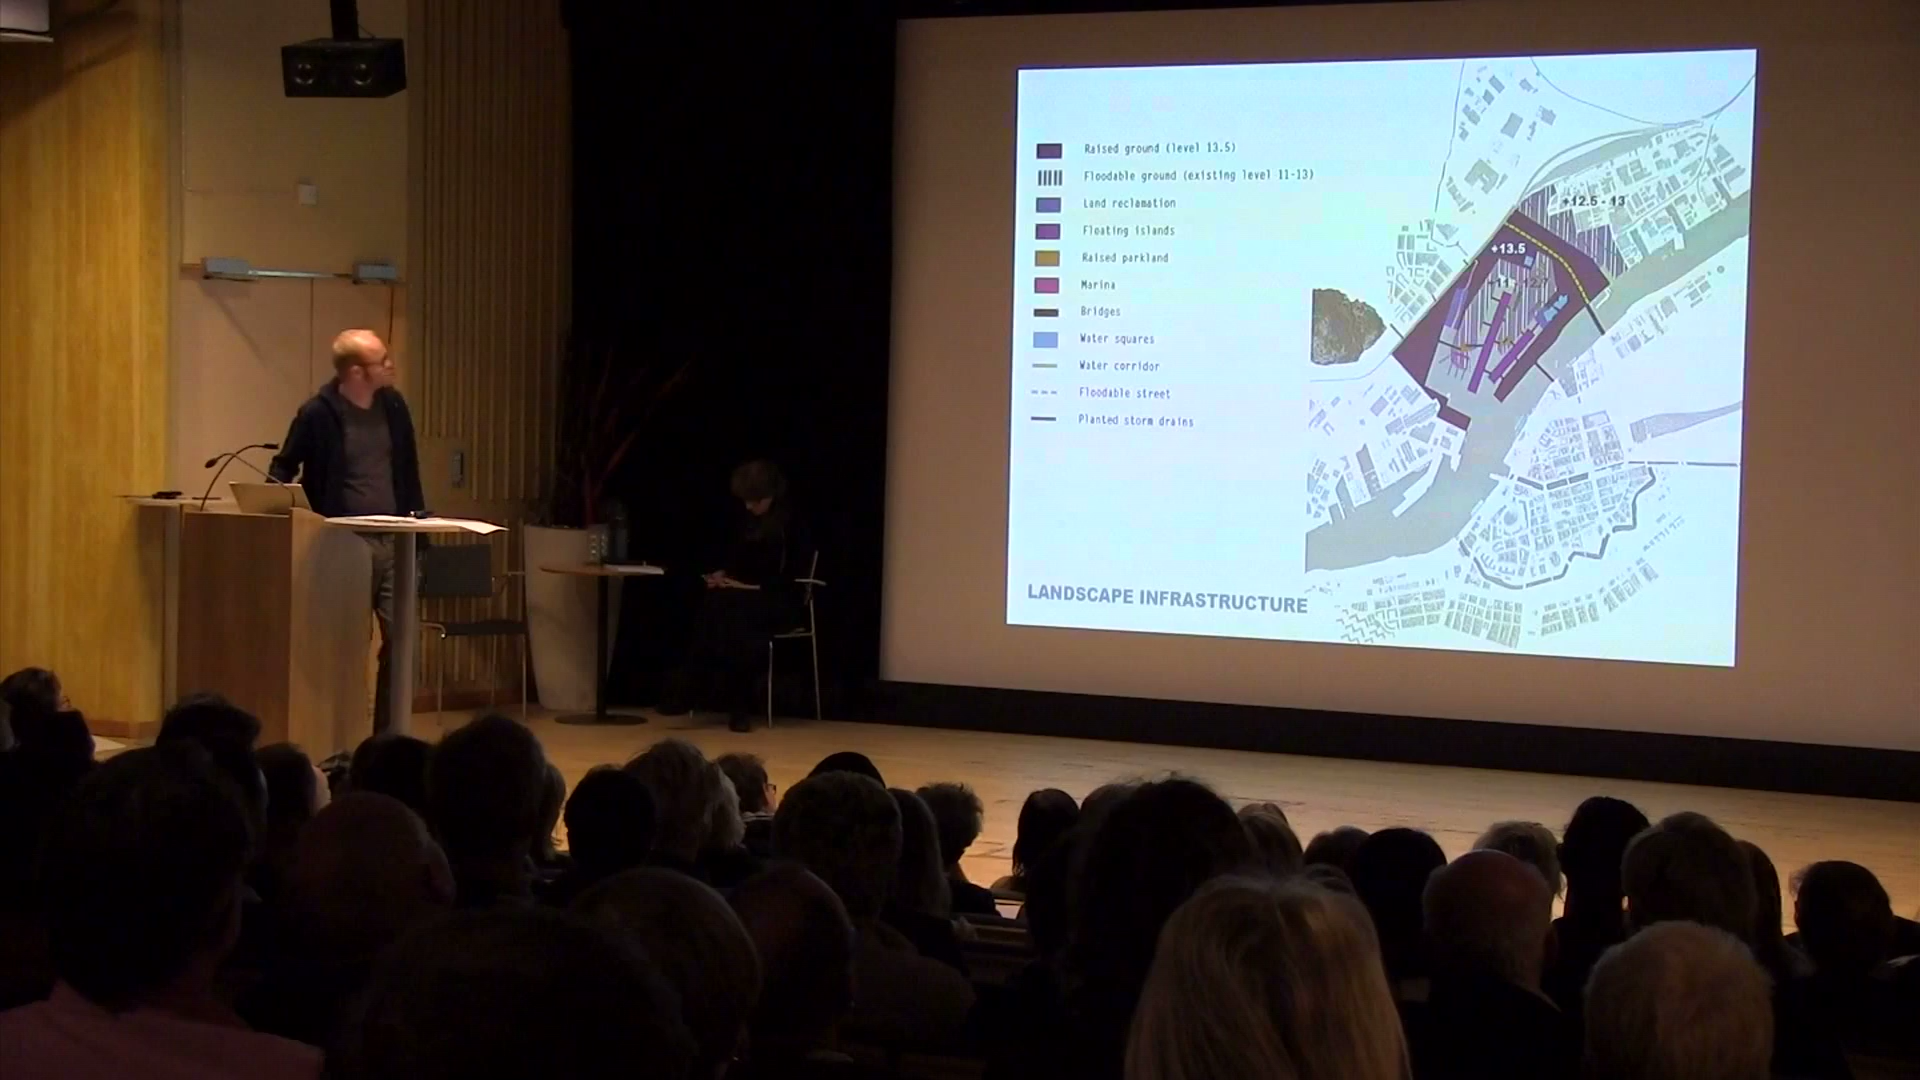 Raised ground (level 13.5)
Floodable ground (existing level 11-13)
Land reclamation
Floating islands
Raised parkland
Marina
Bridges
Water squares
Water corridor
Floodable street
Planted storm drains
+12.5 - 13
+13.5
LANDSCAPE INFRASTRUCTURE